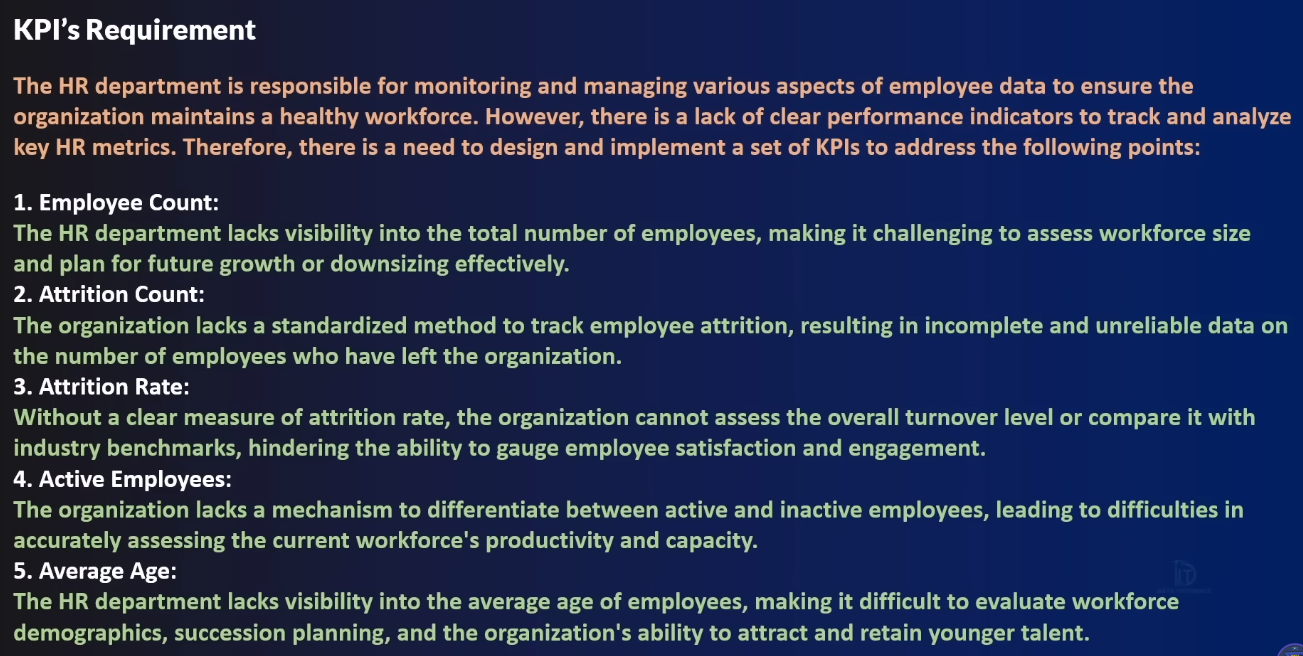 KPI’s Requirement
The HR department is responsible for monitoring and managing various aspects of employee data to ensure the
organization maintains a healthy workforce. However, there is a lack of clear performance indicators to track and analyze
key HR metrics. Therefore, there is a need to design and implement a set of KPIs to address the following points:
1. Employee Count:
The HR department lacks visibility into the total number of employees, making it challenging to assess workforce size
and plan for future growth or downsizing effectively.
2. Attrition Count:
The organization lacks a standardized method to track employee attrition, resulting in incomplete and unreliable data on
the number of employees who have left the organization.
3. Attrition Rate:
Without a clear measure of attrition rate, the organization cannot assess the overall turnover level or compare it with
industry benchmarks, hindering the ability to gauge employee satisfaction and engagement.
4. Active Employees:
The organization lacks a mechanism to differentiate between active and inactive employees, leading to difficulties in
accurately assessing the current workforce's productivity and capacity.
5. Average Age:
The HR department lacks visibility into the average age of employees, making it difficult to evaluate workforce
demographics, succession planning, and the organization's ability to attract and retain younger talent.